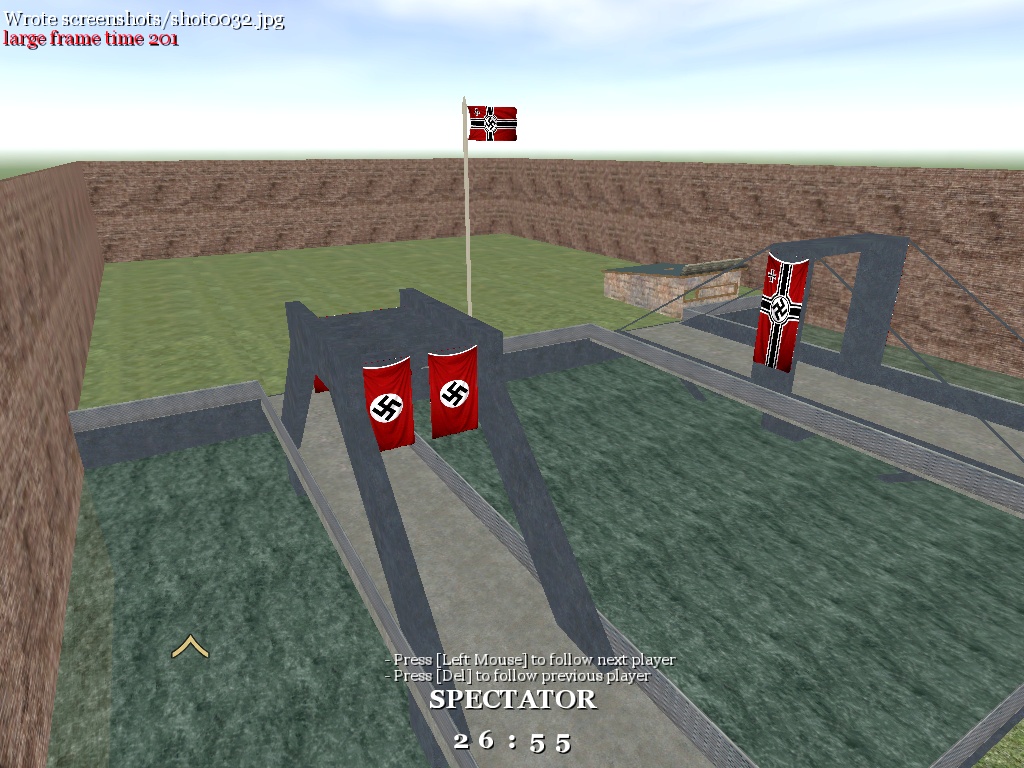 Wrote screenshots/shot0032.jpg
large frame time 201
- Press [Left Mouse] to follow next player
- Press [Del] to follow previous player
SPECTATOR
26:55